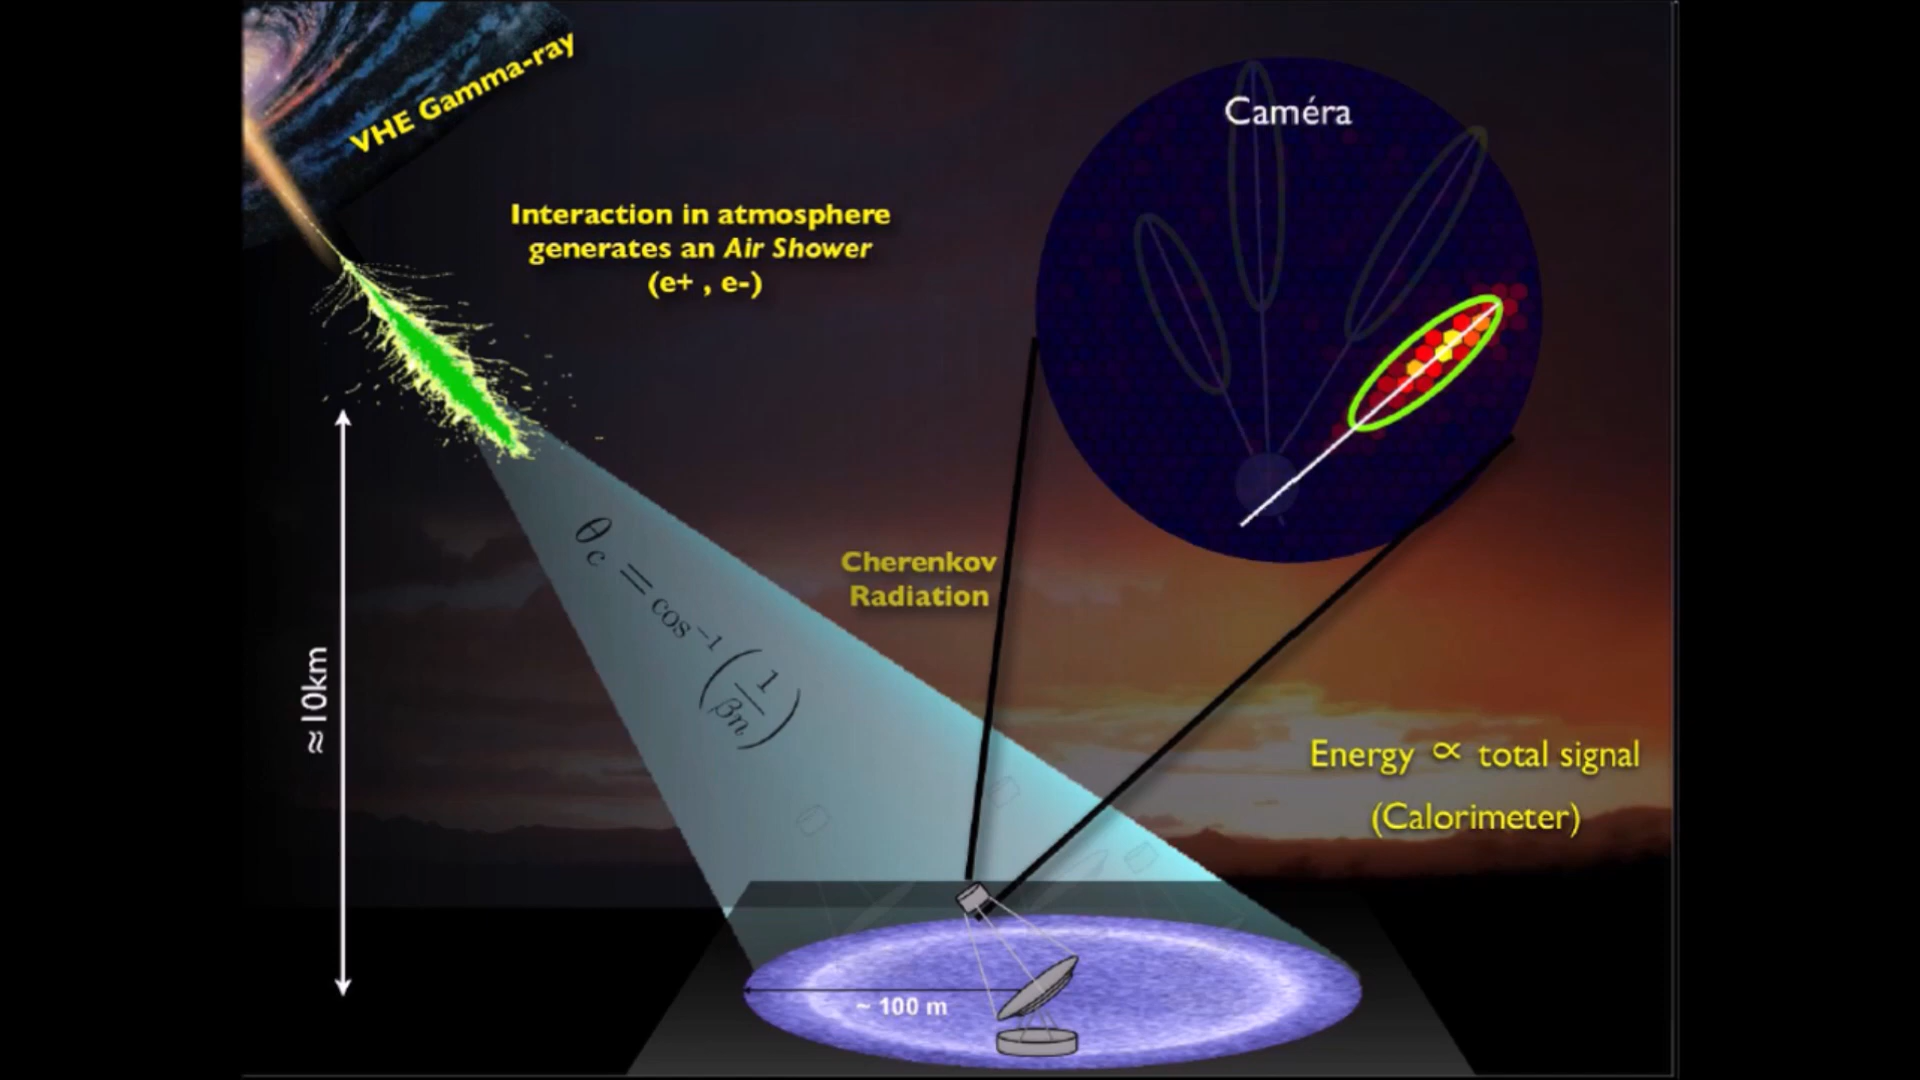 VHE Gamma-ray
Interaction in atmosphere
generates an Air Shower
(e+ , e-)
Caméra
θc = cos⁻¹(1/βn)
Cherenkov
Radiation
≈ 10km
Energy ∝ total signal
(Calorimeter)
~ 100 m